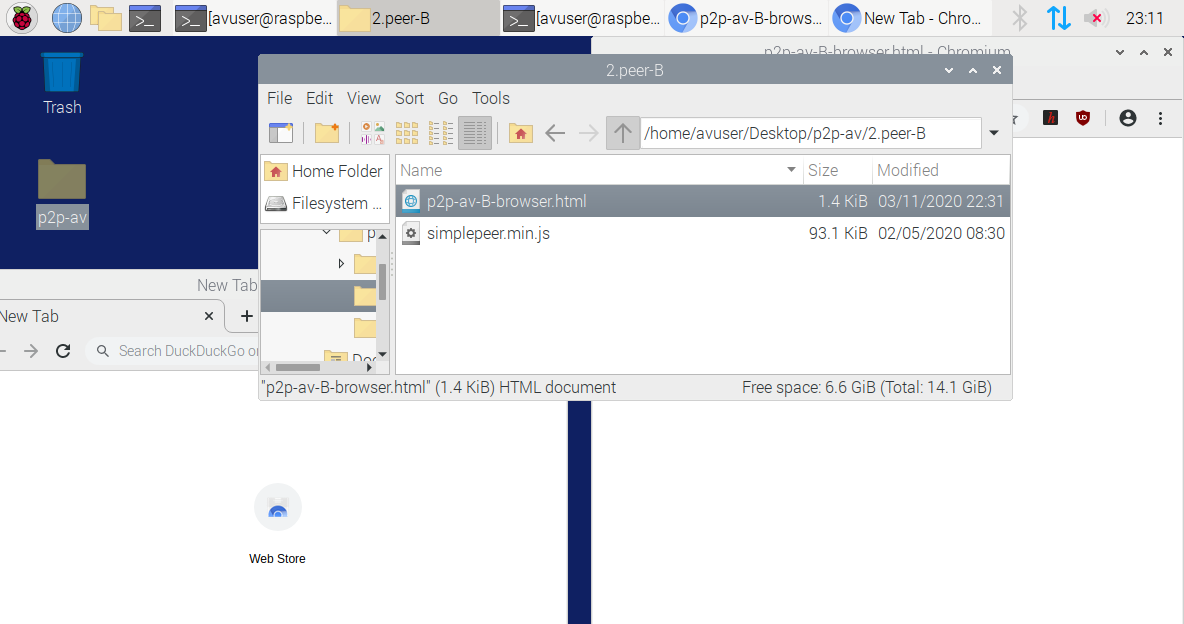 [avuser@raspbe...
2.peer-B
[avuser@raspbe...
p2p-av-B-brows...
New Tab - Chro...
23:11
p2p-av-B-browser.html - Chromium
2.peer-B
Trash
File Edit View Sort Go Tools
/home/avuser/Desktop/p2p-av/2.peer-B
Home Folder
Filesystem ...
Name Size Modified
p2p-av-B-browser.html 1.4 KiB 03/11/2020 22:31
simplepeer.min.js 93.1 KiB 02/05/2020 08:30
p2p-av
p
Doc
"p2p-av-B-browser.html" (1.4 KiB) HTML document
Free space: 6.6 GiB (Total: 14.1 GiB)
New Tab
New Tab
Search DuckDuckGo or
Web Store